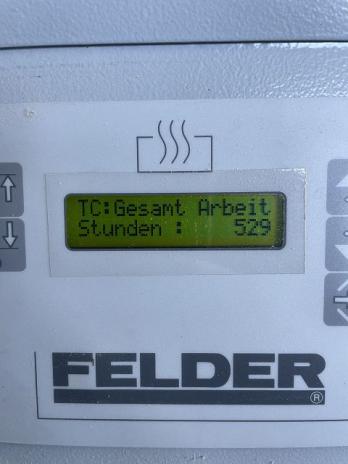 TC:Gesamt Arbeit
Stunden : 529
FELDER®